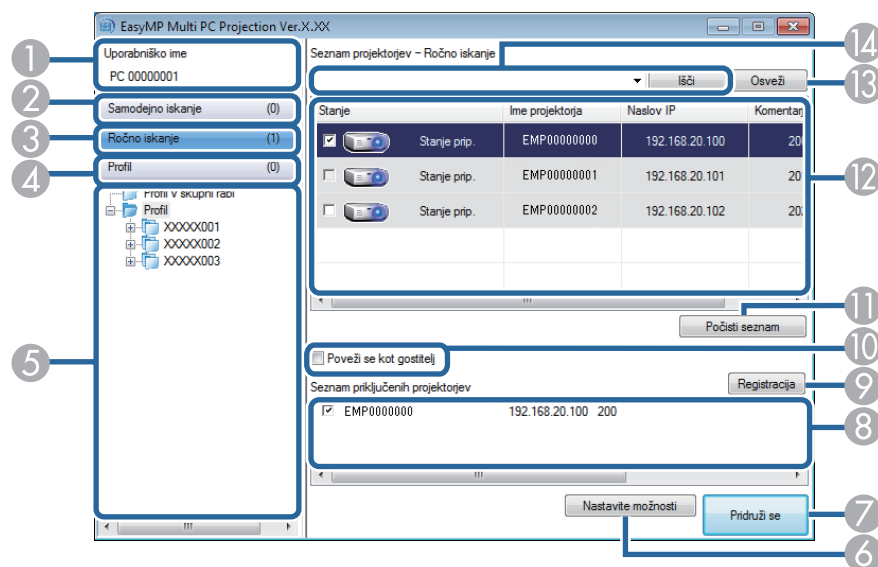 EasyMP Multi PC Projection Ver.X.XX
Uporabniško ime
PC 00000001
Samodejno iskanje (0)
Ročno iskanje (1)
Profil (0)
Profil v skupni rabi
Profil
XXXXX001
XXXXX002
XXXXX003
Seznam projektorjev – Ročno iskanje
Išči
Osveži
Stanje Ime projektorja Naslov IP Komentarj
Stanje prip. EMP00000000 192.168.20.100 20
Stanje prip. EMP00000001 192.168.20.101 20
Stanje prip. EMP00000002 192.168.20.102 20
Počisti seznam
Poveži se kot gostitelj
Seznam priključenih projektorjev
Registracija
EMP0000000 192.168.20.100 200
Nastavite možnosti
Pridruži se
1
2
3
4
5
6
7
8
9
10
11
12
13
14